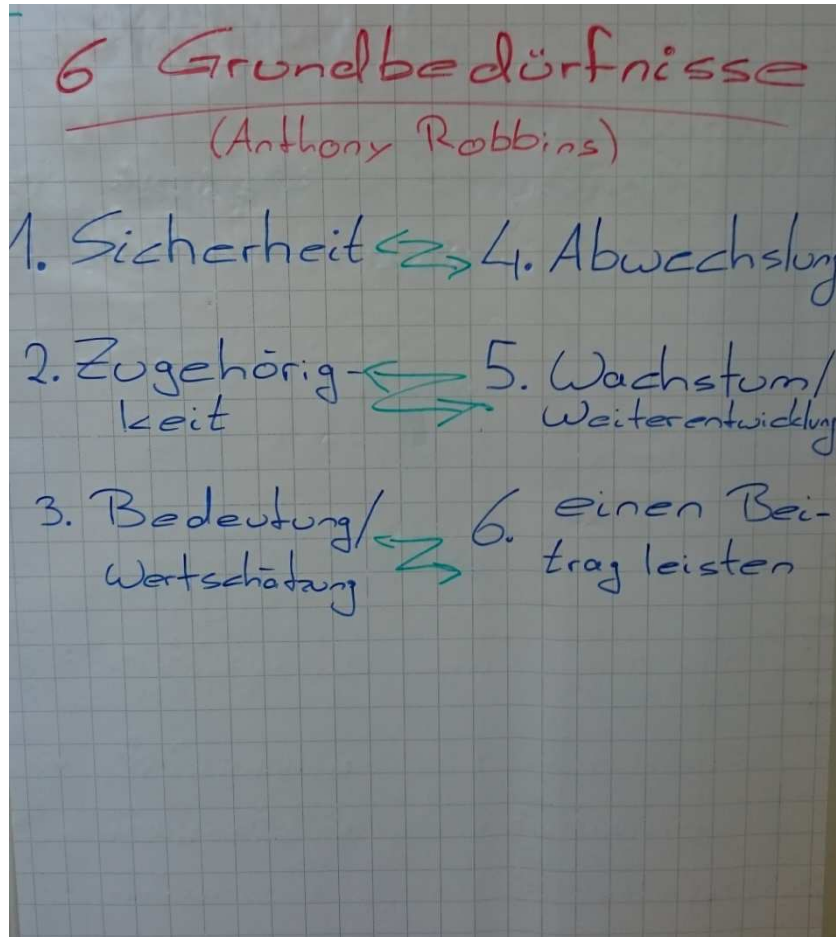 6 Grundbedürfnisse
(Anthony Robbins)
1. Sicherheit 4. Abwechslung
2. Zugehörig- 5. Wachstum/
keit Weiterentwicklung
3. Bedeutung/ 6. einen Bei-
Wertschätzung trag leisten